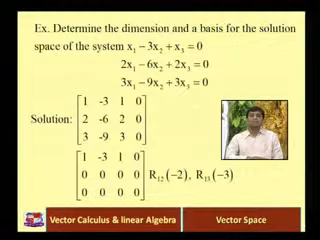 Ex. Determine the dimension and a basis for the solution
space of the system x₁ − 3x₂ + x₃ = 0
2x₁ − 6x₂ + 2x₃ = 0
3x₁ − 9x₂ + 3x₃ = 0
Solution: [1 -3 1 0
2 -6 2 0
3 -9 3 0]
[1 -3 1 0
0 0 0 0
0 0 0 0] R₁₂(−2), R₁₃(−3)
Vector Calculus & linear Algebra
Vector Space